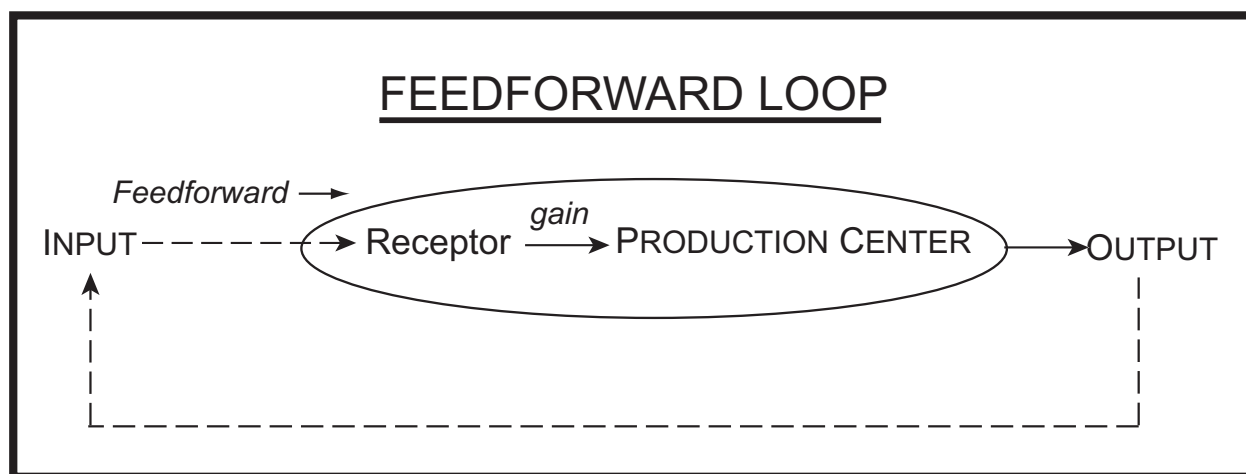 FEEDFORWARD LOOP
Feedforward
gain
INPUT Receptor PRODUCTION CENTER OUTPUT